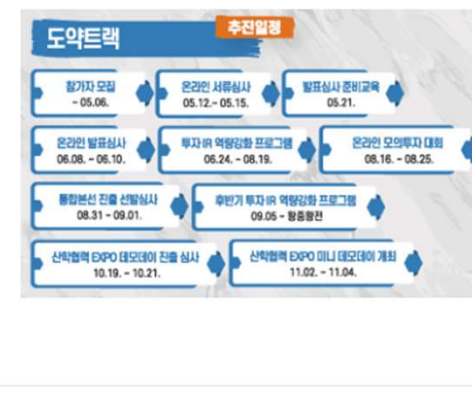 도약트랙
추진일정
참가자 모집
~ 05.06.
온라인 서류심사
05.12.~ 05.15.
발표심사 준비교육
05.21.
온라인 발표심사
06.08. ~ 06.10.
투자 IR 역량강화 프로그램
06.24. ~ 08.19.
온라인 모의투자 대회
08.16. ~ 08.25.
통합본선 진출 선발심사
08.31 ~ 09.01.
후반기 투자 IR 역량강화 프로그램
09.05 ~ 왕중왕전
산학협력 EXPO 데모데이 진출 심사
10.19. ~ 10.21.
산학협력 EXPO 미니 데모데이 개최
11.02. ~ 11.04.